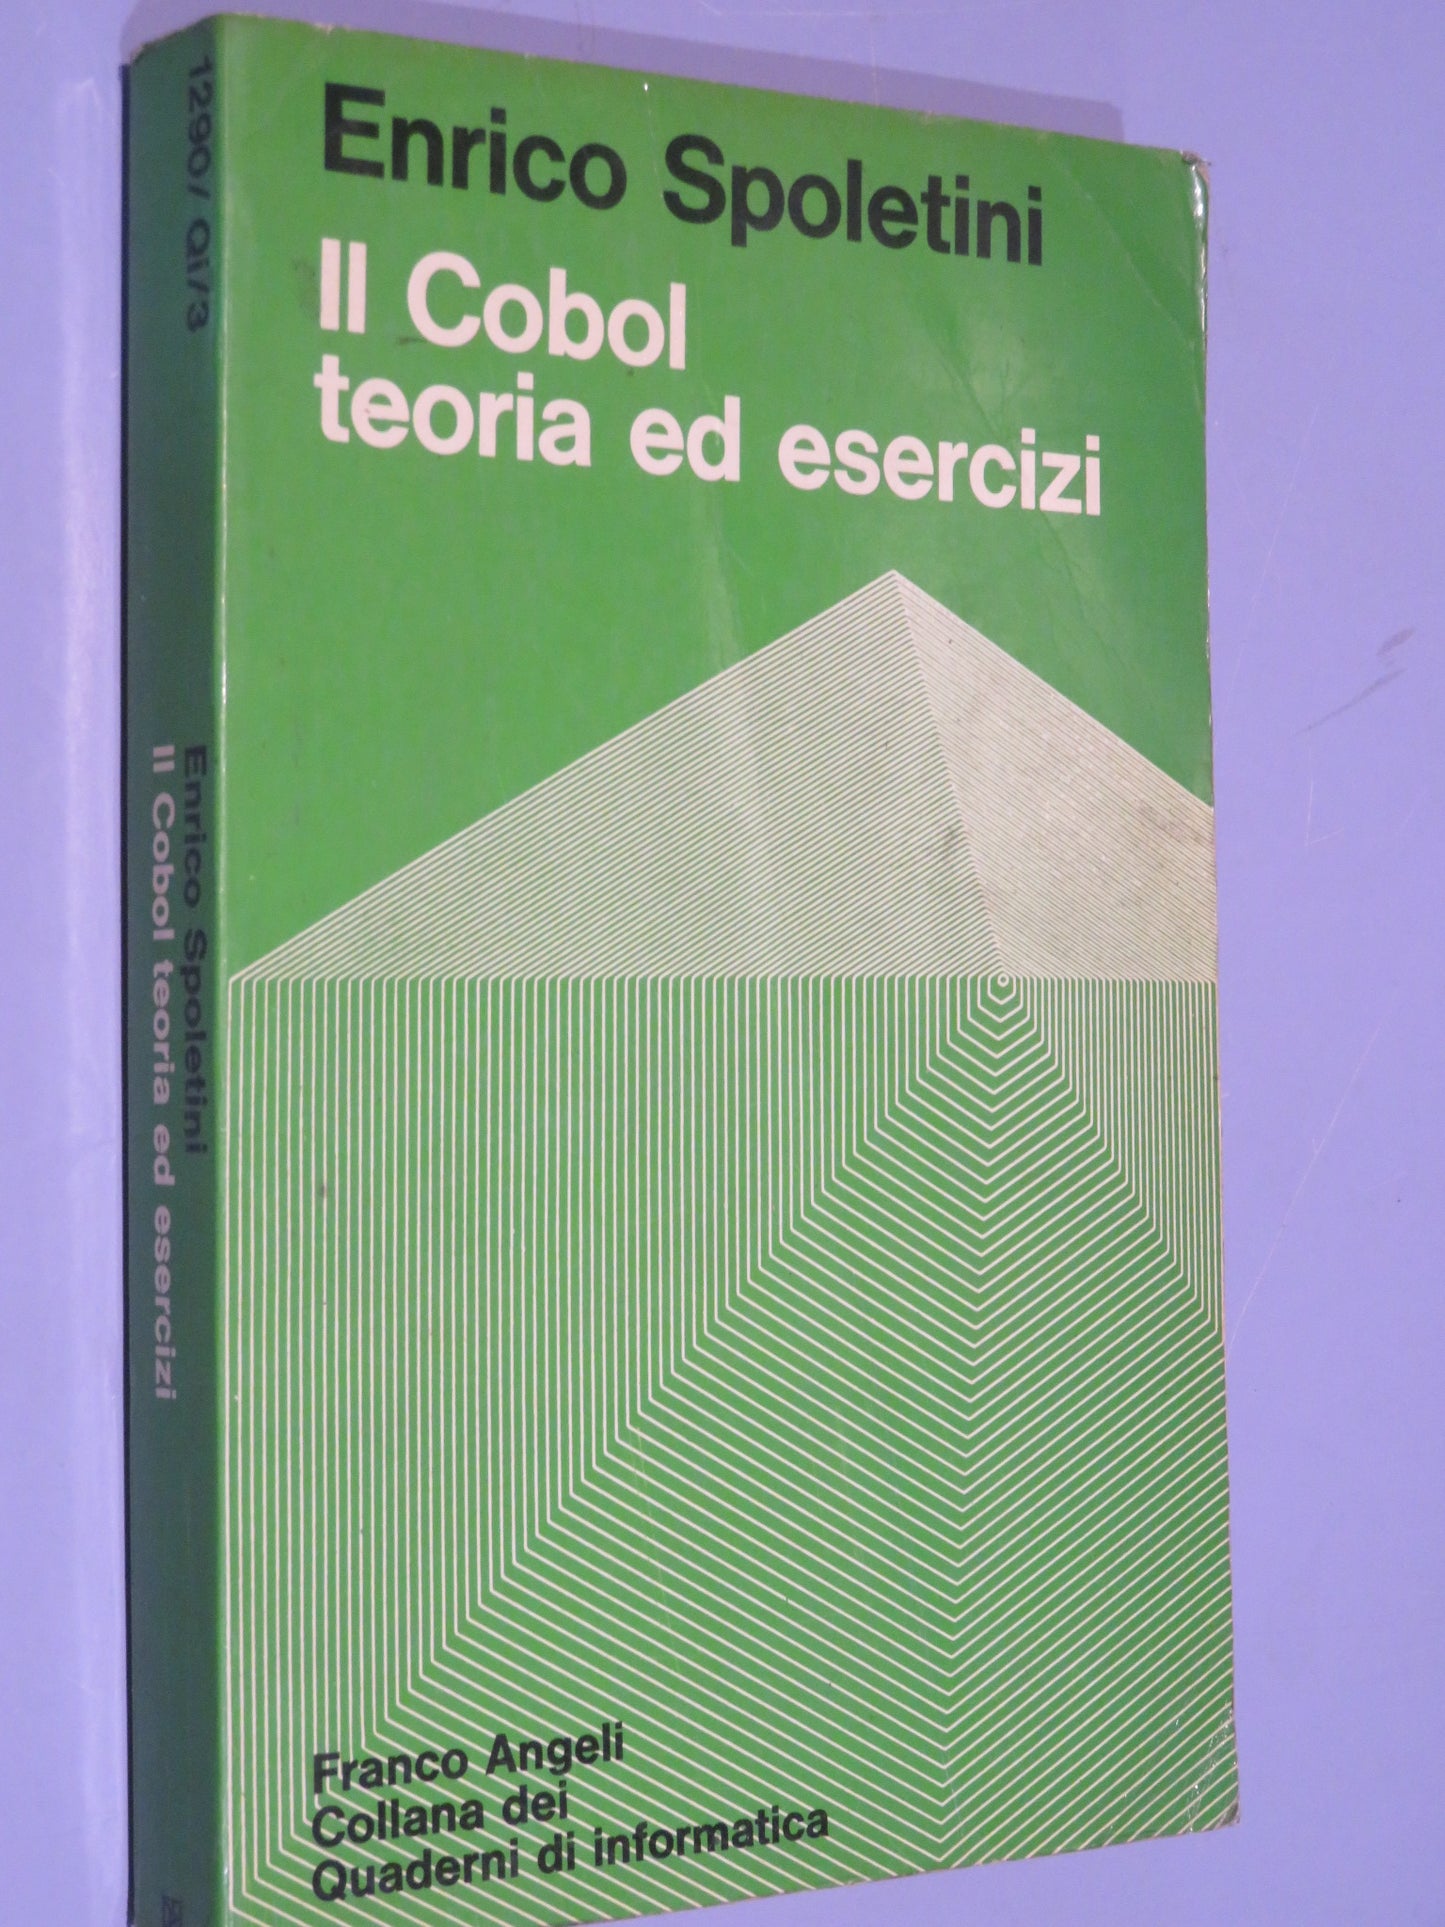 Enrico Spoletini
Il Cobol
teoria ed esercizi
Franco Angeli
Collana dei
Quaderni di informatica
1290/ Qi/3
Enrico Spoletini
Il Cobol teoria ed esercizi